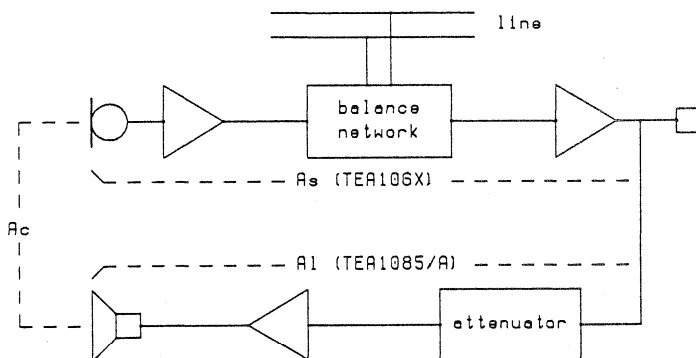 line
balance
network
As (TEA106X)
Ac
Al (TEA1085/A)
attenuator